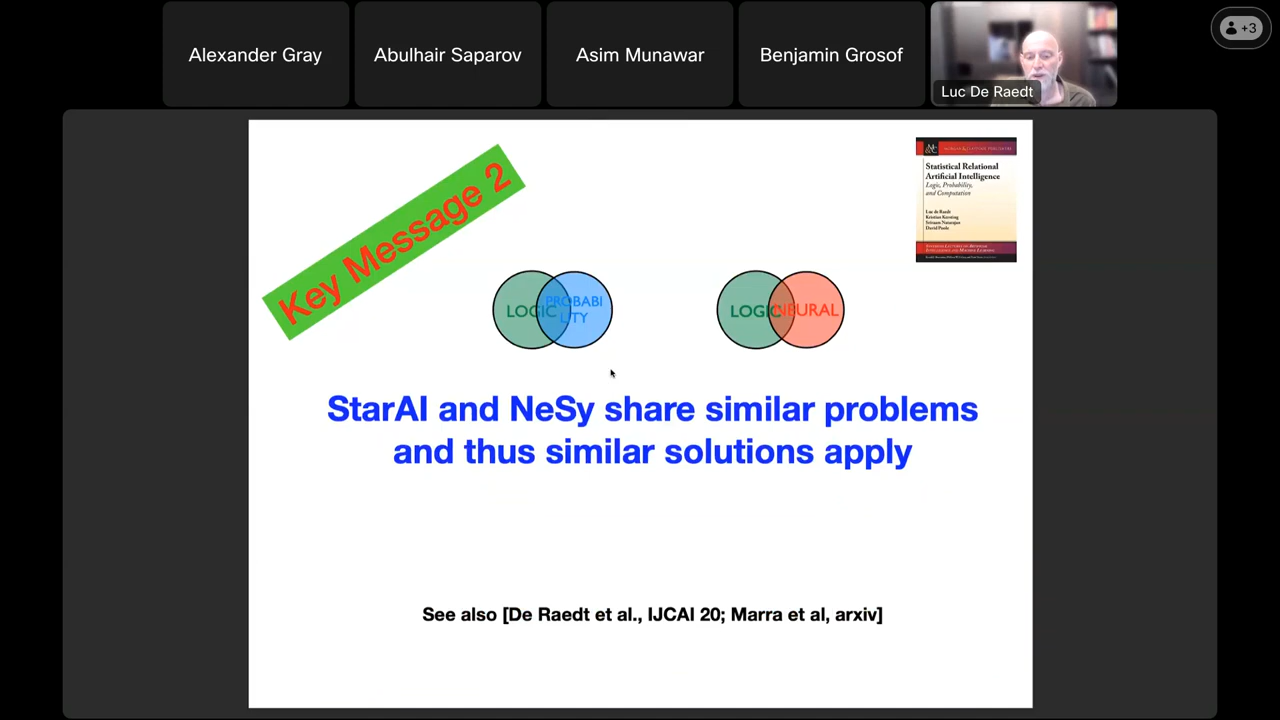 Alexander Gray
Abulhair Saparov
Asim Munawar
Benjamin Grosof
Luc De Raedt
+3
Key Message 2
Statistical Relational
Artificial Intelligence
Logic, Probability,
and Computation
Luc de Raedt
Kristian Kersting
Sriraam Natarajan
David Poole
LOGIC
PROBABI
LITY
LOGIC
NEURAL
StarAI and NeSy share similar problems
and thus similar solutions apply
See also [De Raedt et al., IJCAI 20; Marra et al, arxiv]